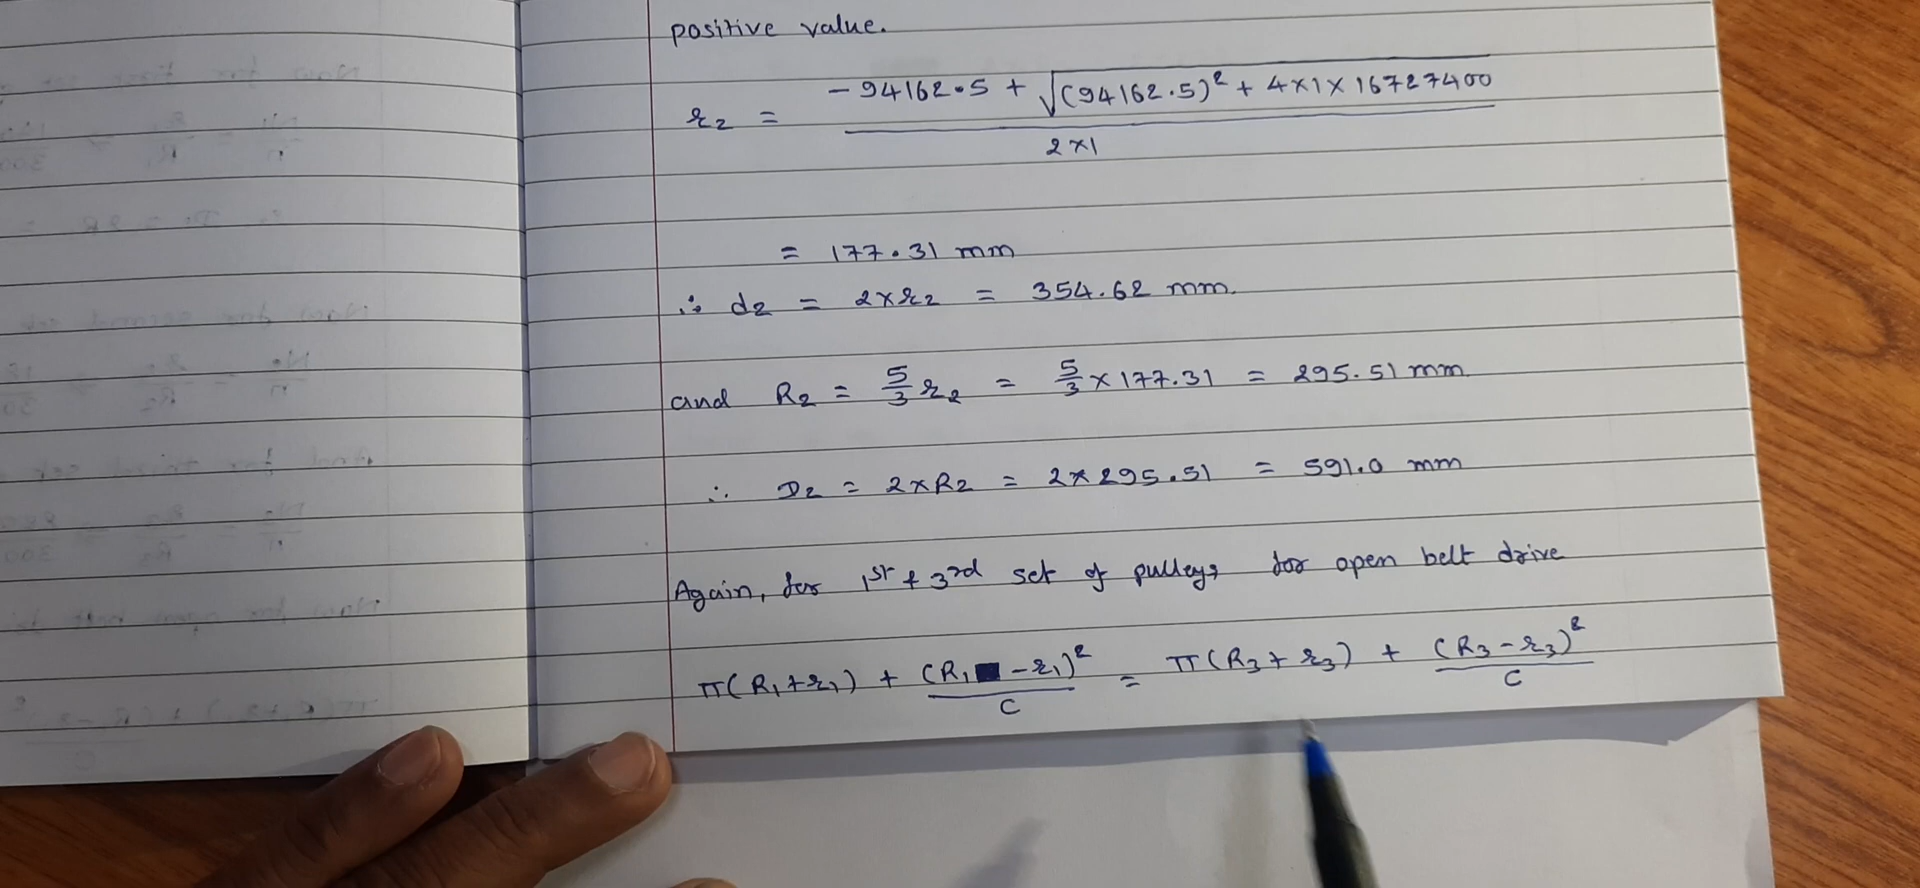 positive value.
r₂ = (-94162.5 + √((94162.5)² + 4×1×16727400)) / (2×1)
= 177.31 mm
∴ d₂ = 2×r₂ = 354.62 mm.
and R₂ = 5/3 r₂ = 5/3 × 177.31 = 295.51 mm
∴ D₂ = 2×R₂ = 2×295.51 = 591.0 mm
Again, for 1st & 3rd set of pulleys for open belt drive
π(R₁+r₁) + (R₁ -r₁)²/C = π(R₃+r₃) + (R₃-r₃)²/C